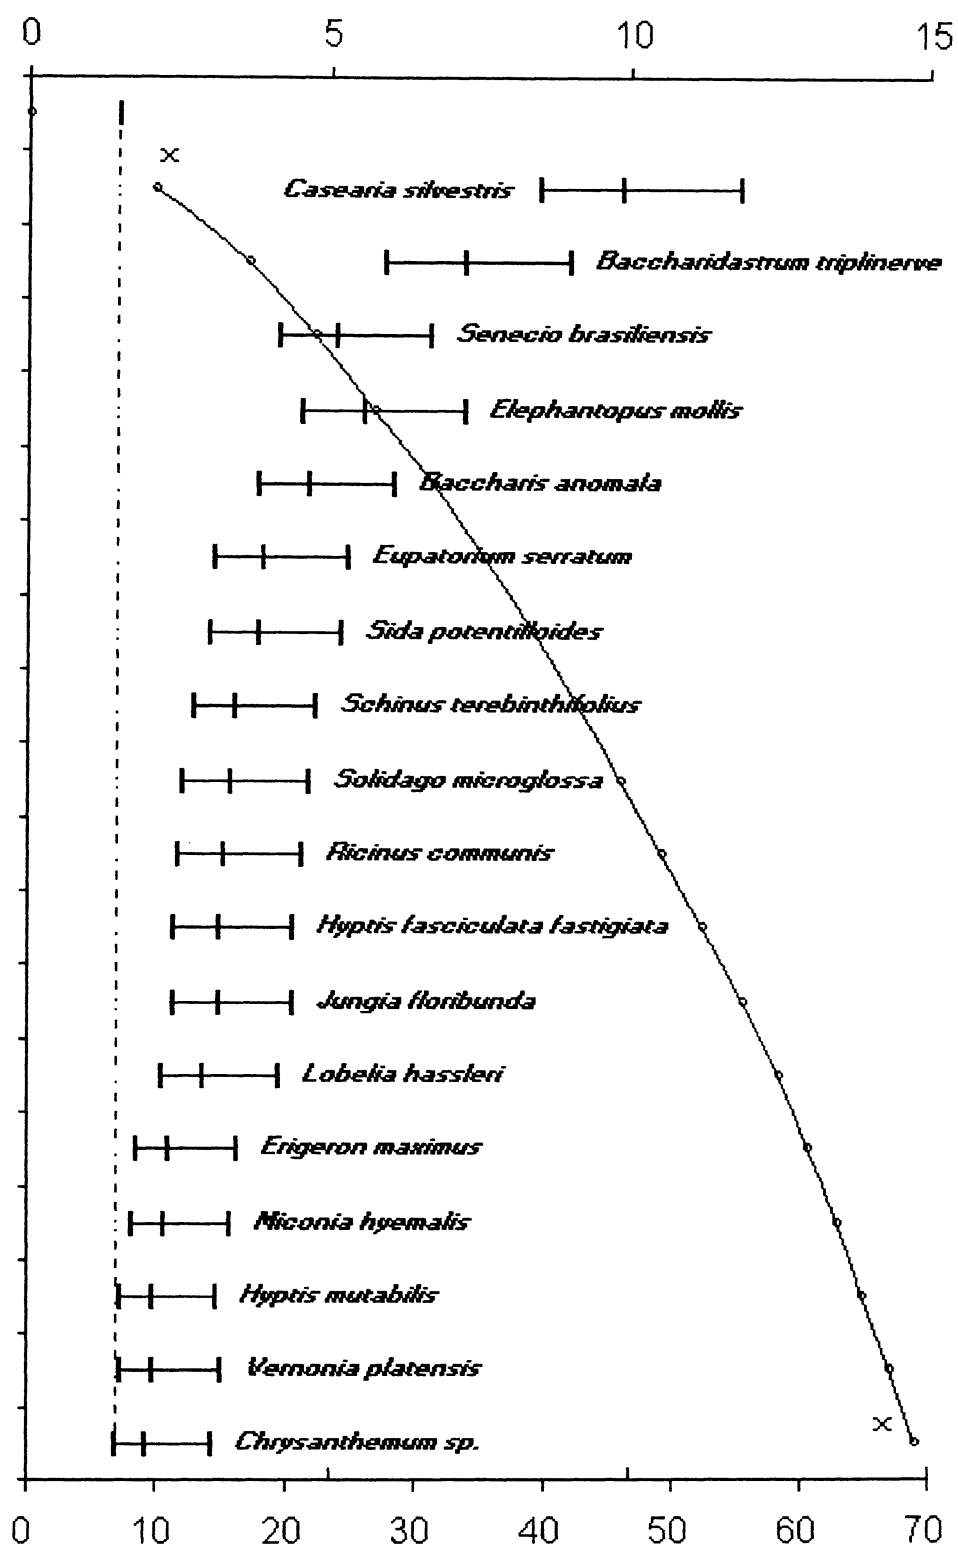 0 5 10 15
Casearia silvestris
Baccharidastrum triplinerve
Senecio brasiliensis
Elephantopus mollis
Baccharis anomala
Eupatorium serratum
Sida potentilloides
Schinus terebinthifolius
Solidago microglossa
Ricinus communis
Hyptis fasciculata fastigiata
Jungia floribunda
Lobelia hassleri
Erigeron maximus
Miconia hyemalis
Hyptis mutabilis
Vernonia platensis
Chrysanthemum sp.
0 10 20 30 40 50 60 70